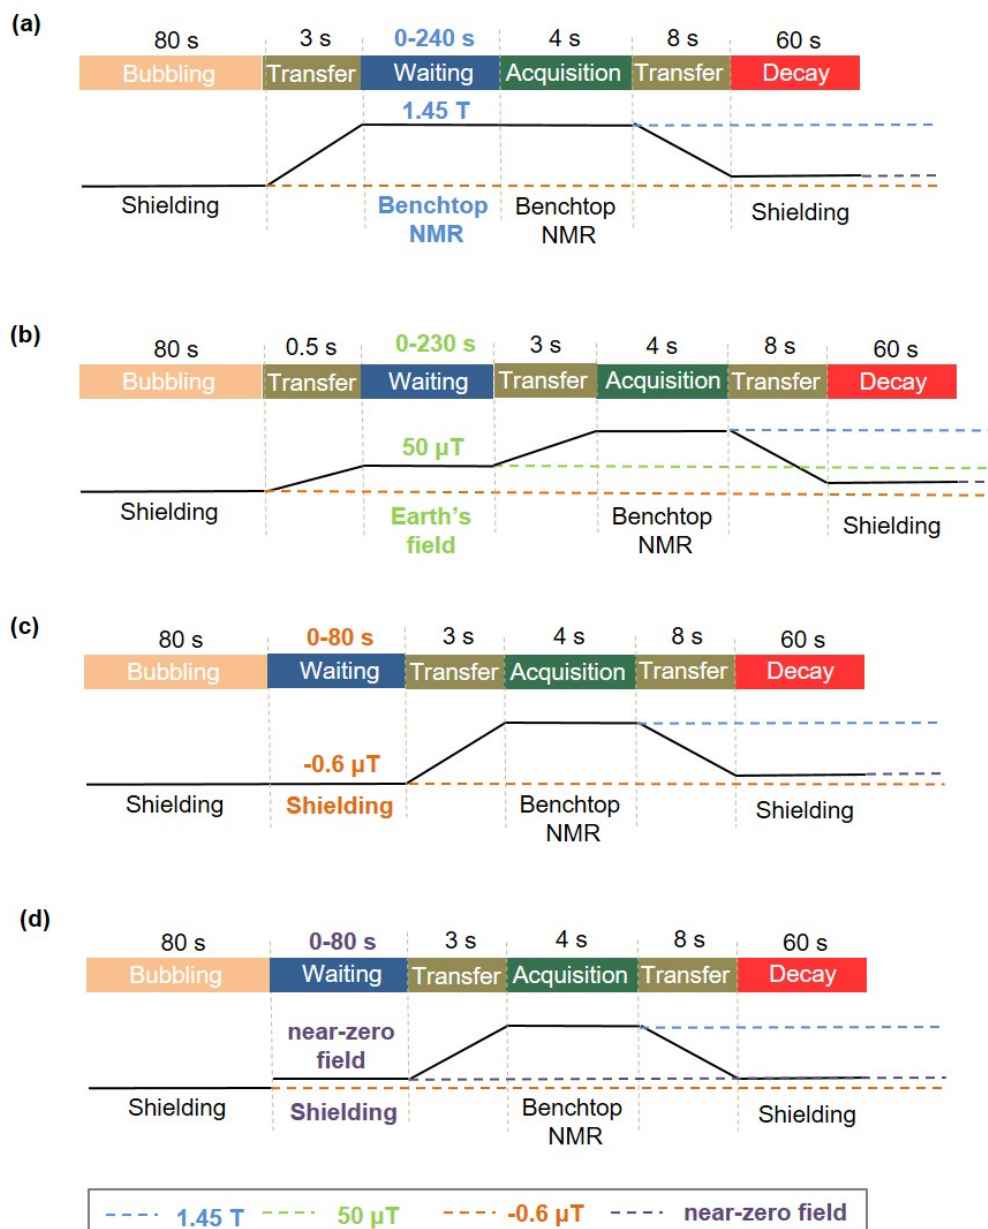 (a)
80 s 3 s 0-240 s 4 s 8 s 60 s
Bubbling Transfer Waiting Acquisition Transfer Decay
1.45 T
Shielding Benchtop NMR Benchtop NMR Shielding
(b)
80 s 0.5 s 0-230 s 3 s 4 s 8 s 60 s
Bubbling Transfer Waiting Transfer Acquisition Transfer Decay
50 µT
Shielding Earth's field Benchtop NMR Shielding
(c)
80 s 0-80 s 3 s 4 s 8 s 60 s
Bubbling Waiting Transfer Acquisition Transfer Decay
-0.6 µT
Shielding Shielding Benchtop NMR Shielding
(d)
80 s 0-80 s 3 s 4 s 8 s 60 s
Bubbling Waiting Transfer Acquisition Transfer Decay
near-zero field
Shielding Shielding Benchtop NMR Shielding
1.45 T 50 µT -0.6 µT near-zero field